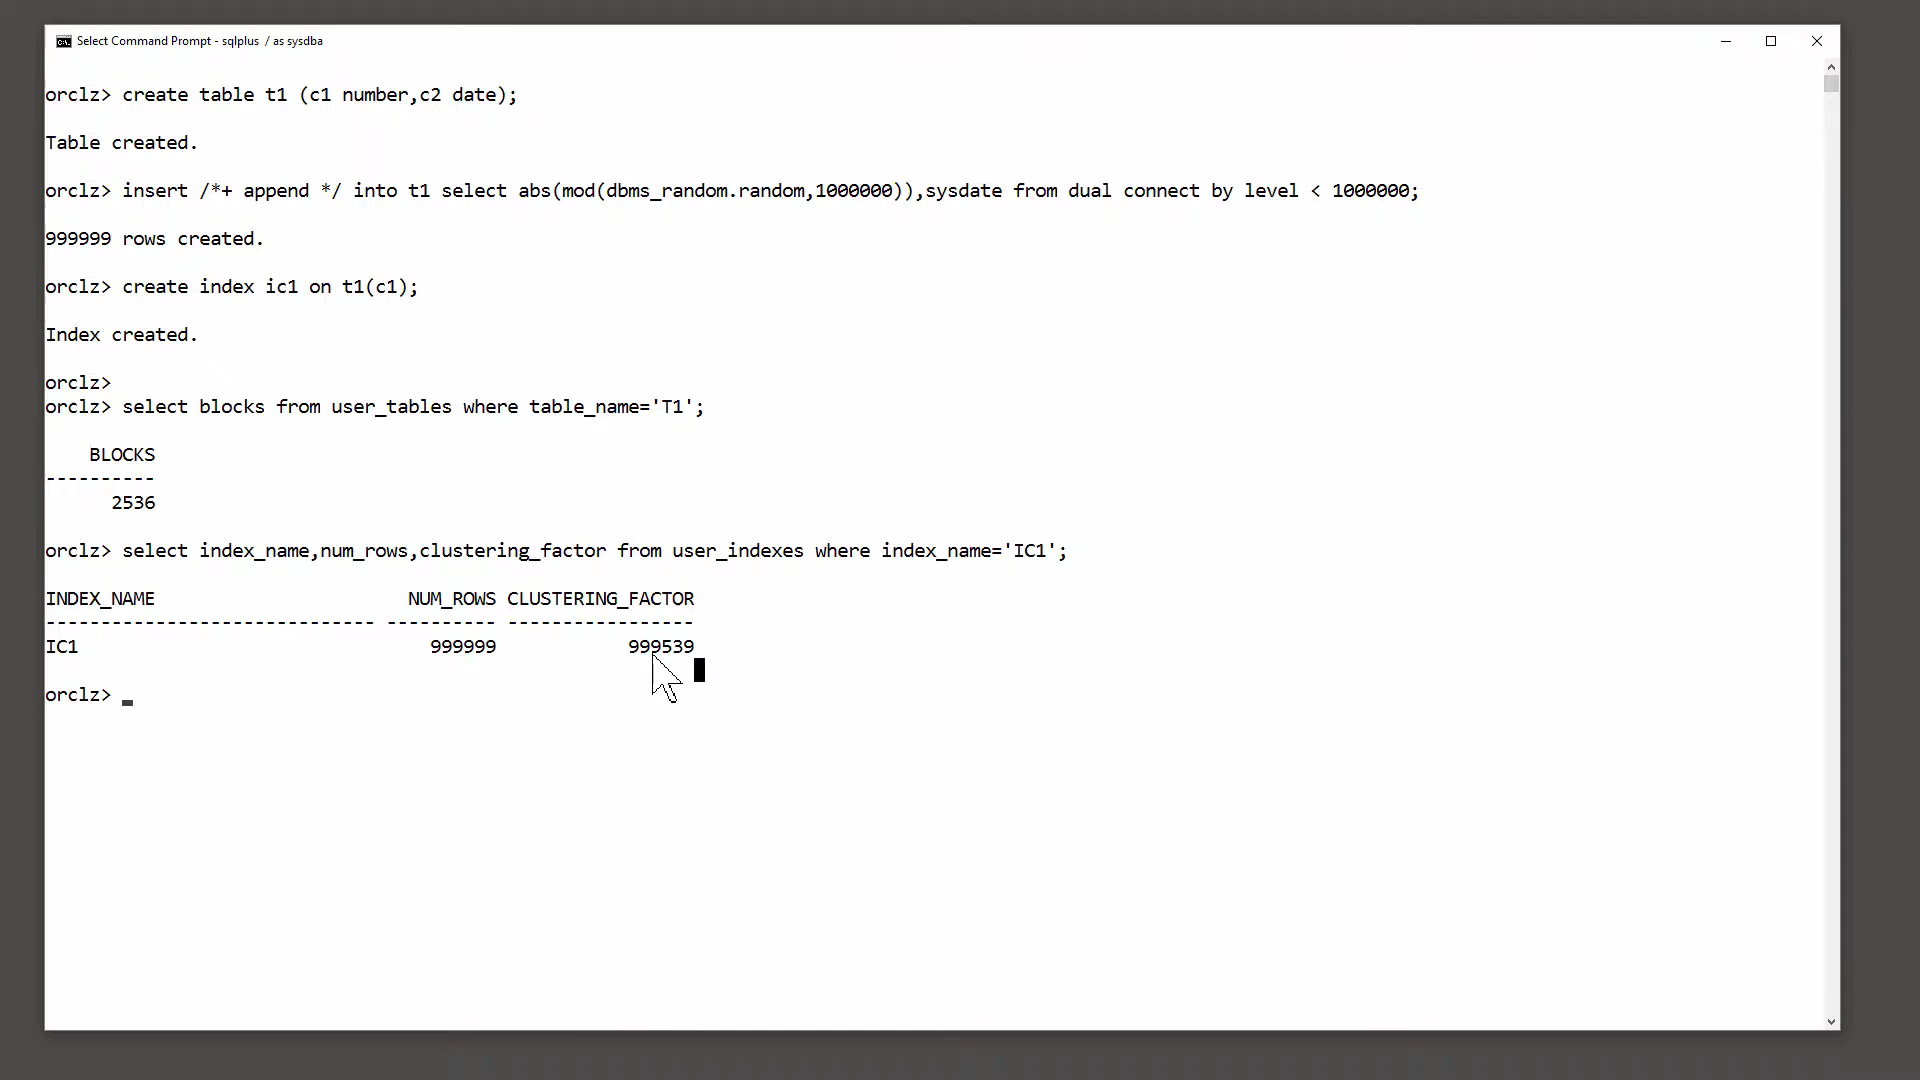 Select Command Prompt - sqlplus / as sysdba
orclz> create table t1 (c1 number,c2 date);
Table created.
orclz> insert /*+ append */ into t1 select abs(mod(dbms_random.random,1000000)),sysdate from dual connect by level < 1000000;
999999 rows created.
orclz> create index ic1 on t1(c1);
Index created.
orclz>
orclz> select blocks from user_tables where table_name='T1';
    BLOCKS
----------
      2536
orclz> select index_name,num_rows,clustering_factor from user_indexes where index_name='IC1';
INDEX_NAME                       NUM_ROWS CLUSTERING_FACTOR
------------------------------ ---------- -----------------
IC1                                999999            999539
orclz>